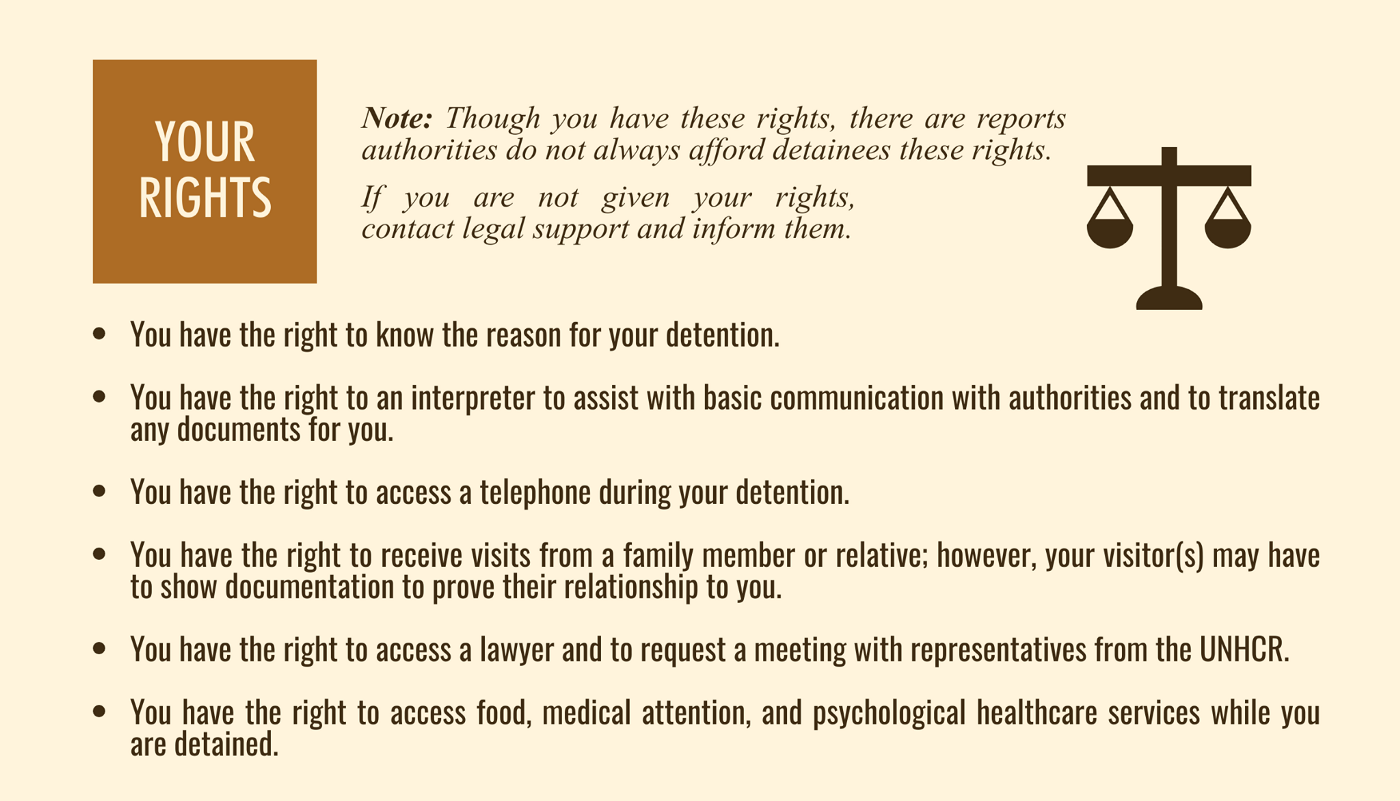 YOUR
RIGHTS
Note: Though you have these rights, there are reports
authorities do not always afford detainees these rights.
If you are not given your rights,
contact legal support and inform them.
• You have the right to know the reason for your detention.
• You have the right to an interpreter to assist with basic communication with authorities and to translate
any documents for you.
• You have the right to access a telephone during your detention.
• You have the right to receive visits from a family member or relative; however, your visitor(s) may have
to show documentation to prove their relationship to you.
• You have the right to access a lawyer and to request a meeting with representatives from the UNHCR.
• You have the right to access food, medical attention, and psychological healthcare services while you
are detained.